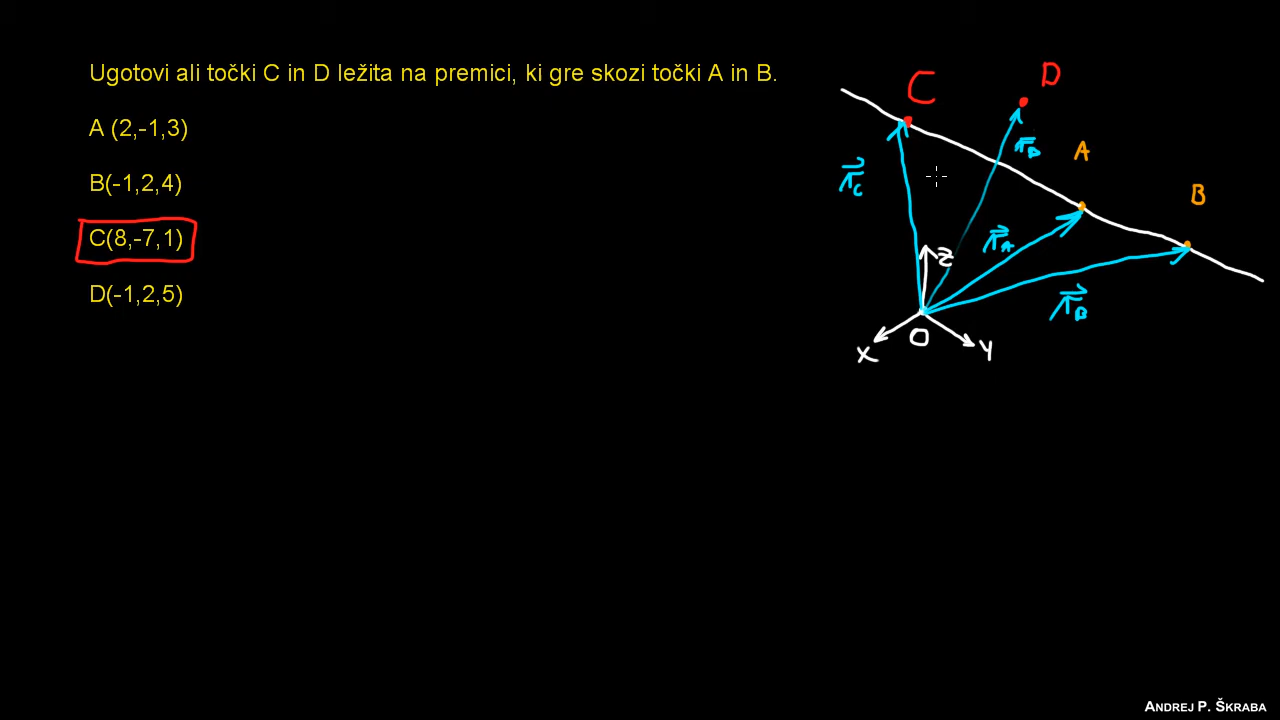 Ugotovi ali točki C in D ležita na premici, ki gre skozi točki A in B.
A (2,-1,3)
B(-1,2,4)
C(8,-7,1)
D(-1,2,5)
C
D
A
B
r⃗C
r⃗D
r⃗A
r⃗B
z
O
x
y
ANDREJ P. ŠKRABA